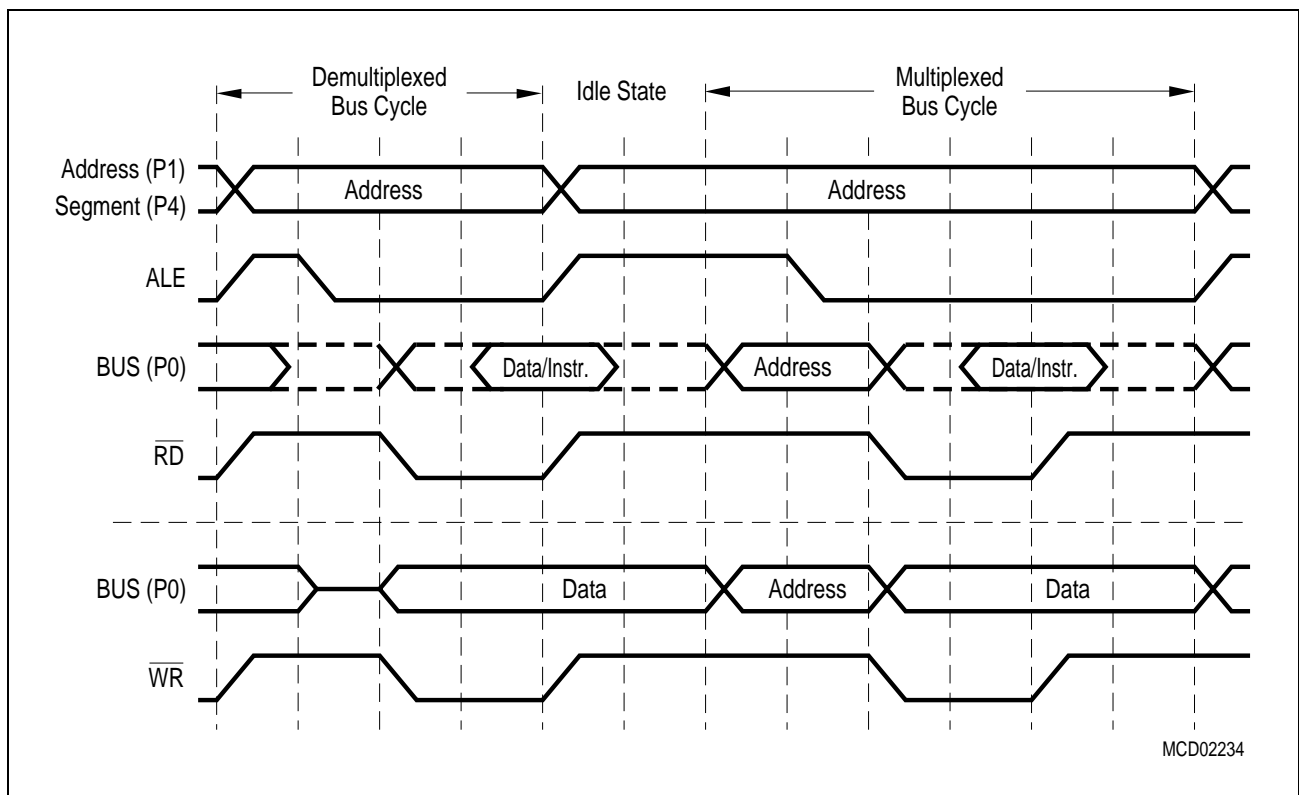 Demultiplexed
Bus Cycle
Idle State
Multiplexed
Bus Cycle
Address (P1)
Segment (P4)
Address
Address
ALE
BUS (P0)
Data/Instr.
Address
Data/Instr.
RD
BUS (P0)
Data
Address
Data
WR
MCD02234